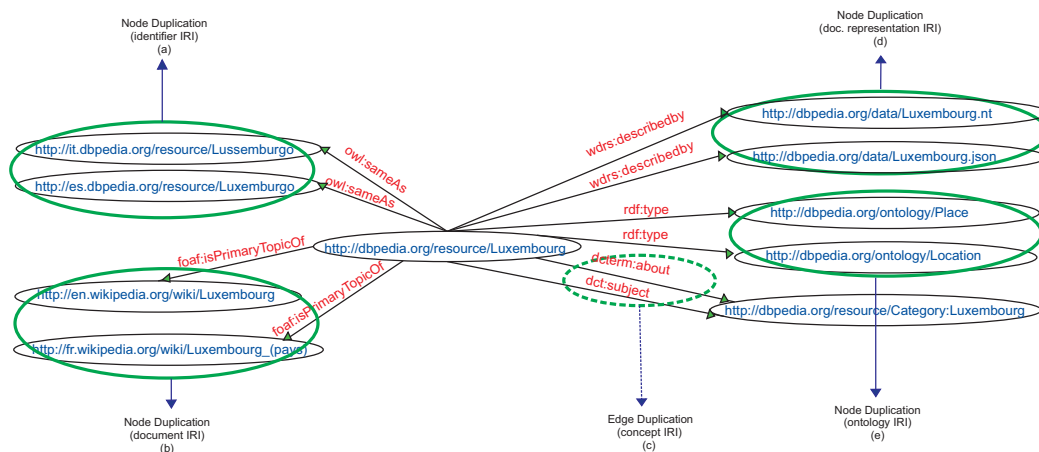 Node Duplication
(identifier IRI)
(a)
Node Duplication
(doc. representation IRI)
(d)
http://it.dbpedia.org/resource/Lussemburgo
http://es.dbpedia.org/resource/Luxemburgo
owl:sameAs
owl:sameAs
wdrs:describedby
wdrs:describedby
http://dbpedia.org/data/Luxembourg.nt
http://dbpedia.org/data/Luxembourg.json
rdf:type
rdf:type
http://dbpedia.org/ontology/Place
http://dbpedia.org/ontology/Location
http://dbpedia.org/resource/Luxembourg
foaf:isPrimaryTopicOf
foaf:isPrimaryTopicOf
http://en.wikipedia.org/wiki/Luxembourg
http://fr.wikipedia.org/wiki/Luxembourg_(pays)
dcterm:about
dct:subject
http://dbpedia.org/resource/Category:Luxembourg
Node Duplication
(document IRI)
(b)
Edge Duplication
(concept IRI)
(c)
Node Duplication
(ontology IRI)
(e)